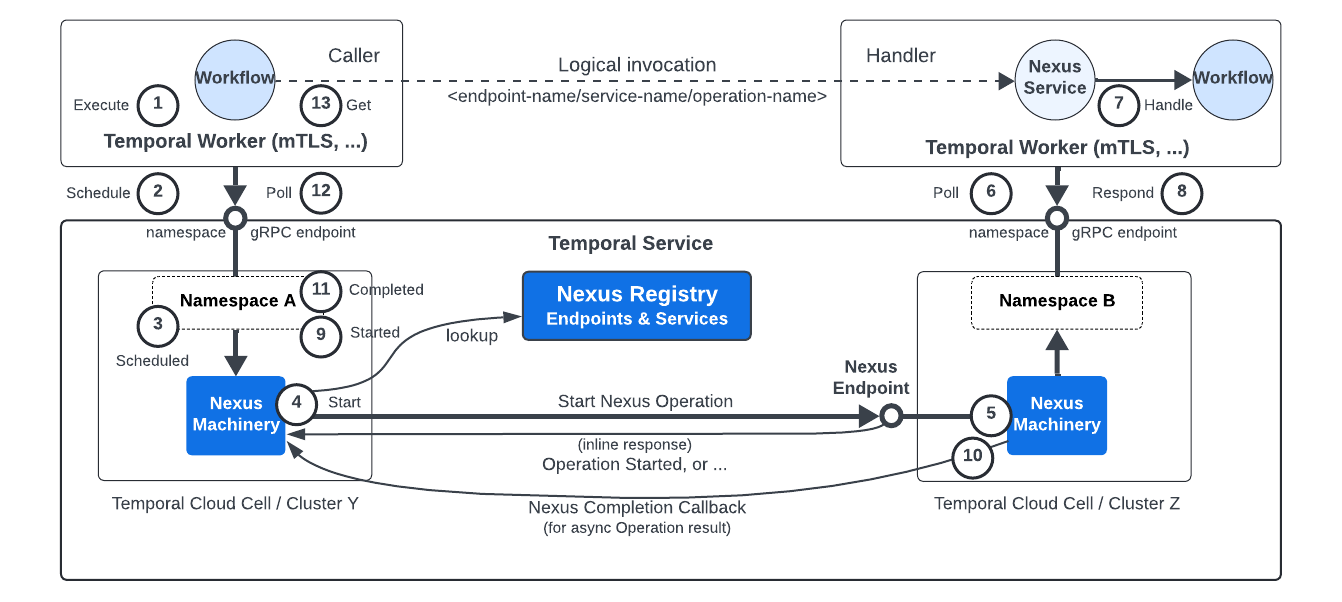 Caller
Logical invocation
Handler
Workflow
<endpoint-name/service-name/operation-name>
Nexus
Service
Workflow
Execute 1
13 Get
7 Handle
Temporal Worker (mTLS, ...)
Temporal Worker (mTLS, ...)
Schedule 2
Poll 12
Poll 6
Respond 8
namespace
gRPC endpoint
namespace
gRPC endpoint
Temporal Service
Namespace A
11 Completed
3
Scheduled
9 Started
Nexus Registry
Endpoints & Services
lookup
Namespace B
Nexus
Machinery
4 Start
Start Nexus Operation
Nexus
Endpoint
5
Nexus
Machinery
(inline response)
Operation Started, or ...
10
Temporal Cloud Cell / Cluster Y
Nexus Completion Callback
(for async Operation result)
Temporal Cloud Cell / Cluster Z